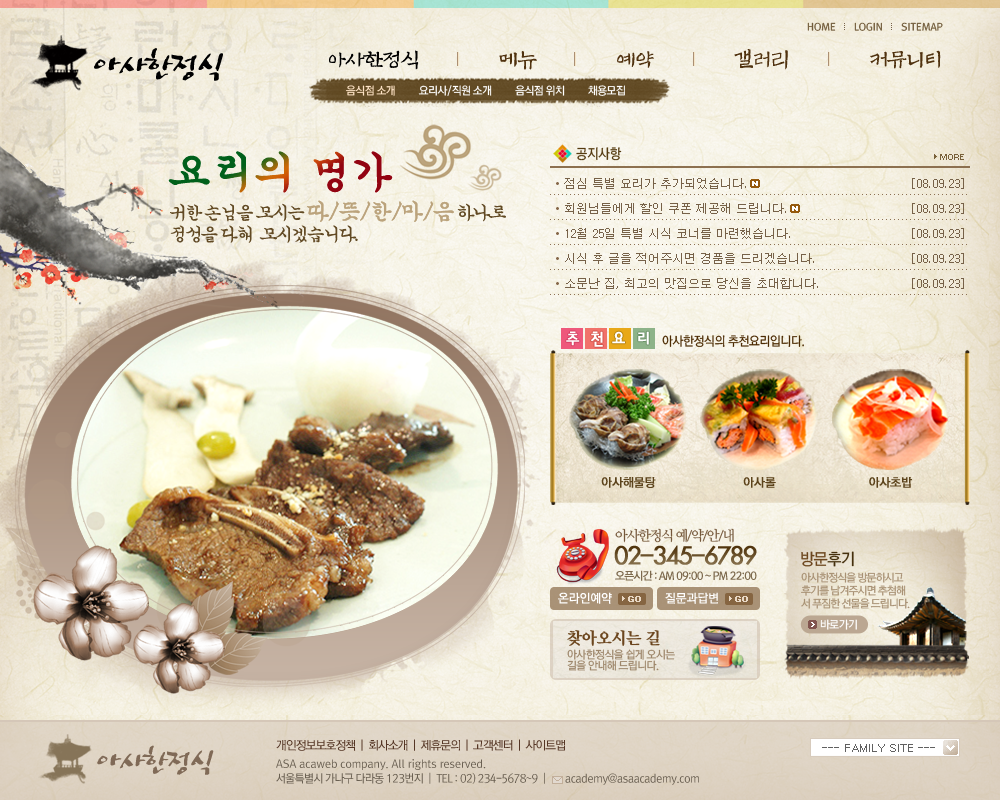 HOME LOGIN SITEMAP
아사한정식
아사한정식 메뉴 예약 갤러리 커뮤니티
음식점 소개 요리사/직원 소개 음식점 위치 채용모집
요리의 명가
귀한 손님을 모시는 따/뜻/한/마/음 하나로
정성을 다해 모시겠습니다.
공지사항 MORE
점심 특별 요리가 추가되었습니다. N [08.09.23]
회원님들에게 할인 쿠폰 제공해 드립니다. N [08.09.23]
12월 25일 특별 시식 코너를 마련했습니다. [08.09.23]
시식 후 글을 적어주시면 경품을 드리겠습니다. [08.09.23]
소문난 집, 최고의 맛집으로 당신을 초대합니다. [08.09.23]
추천요리 아사한정식의 추천요리입니다.
아사해물탕 아사롤 아사초밥
아사한정식 예/약/안/내
02-345-6789
오픈시간 : AM 09:00 ~ PM 22:00
온라인예약 GO 질문과답변 GO
찾아오시는 길
아사한정식을 쉽게 오시는
길을 안내해 드립니다.
방문후기
아사한정식을 방문하시고
후기를 남겨주시면 추첨해
서 푸짐한 선물을 드립니다.
바로가기
아사한정식
개인정보보호정책 | 회사소개 | 제휴문의 | 고객센터 | 사이트맵
ASA acaweb company. All rights reserved.
서울특별시 가나구 다라동 123번지 | TEL : 02) 234-5678~9 | academy@asaacademy.com
--- FAMILY SITE ---